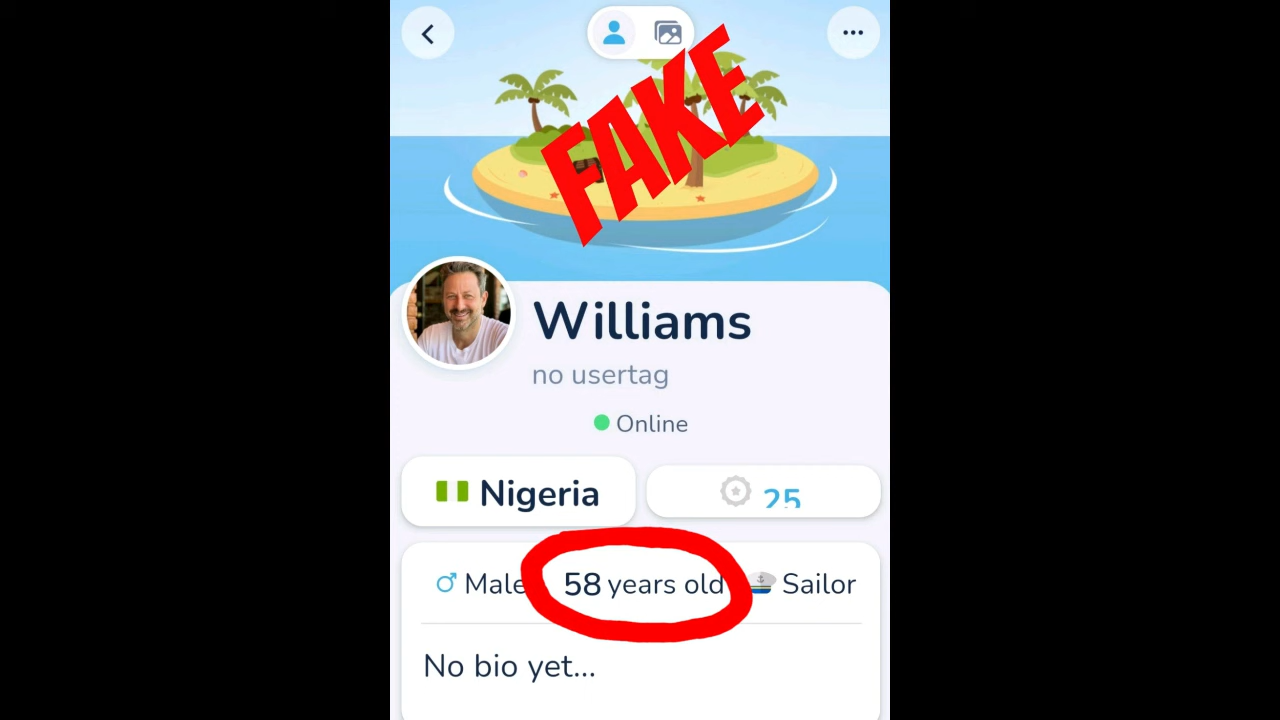 FAKE
Williams
no usertag
Online
Nigeria
25
Male 58 years old Sailor
No bio yet...